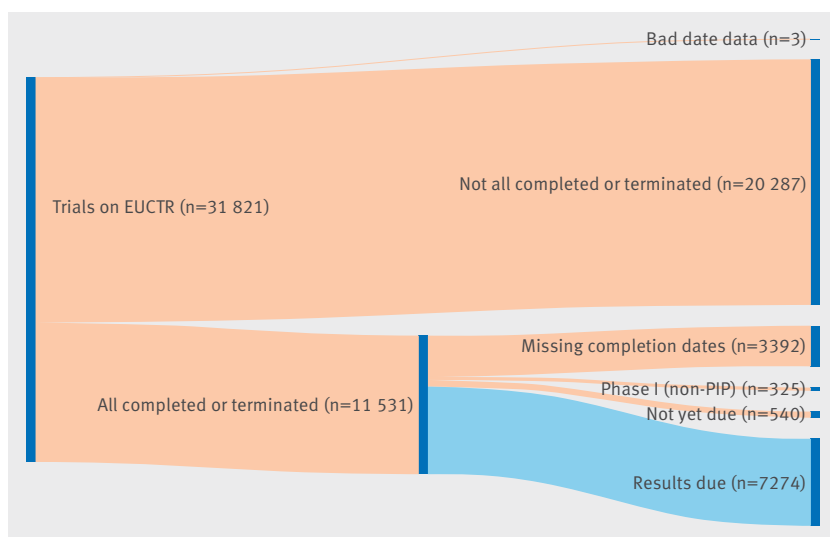 Bad date data (n=3)
Not all completed or terminated (n=20 287)
Trials on EUCTR (n=31 821)
Missing completion dates (n=3392)
Phase I (non-PIP) (n=325)
All completed or terminated (n=11 531)
Not yet due (n=540)
Results due (n=7274)